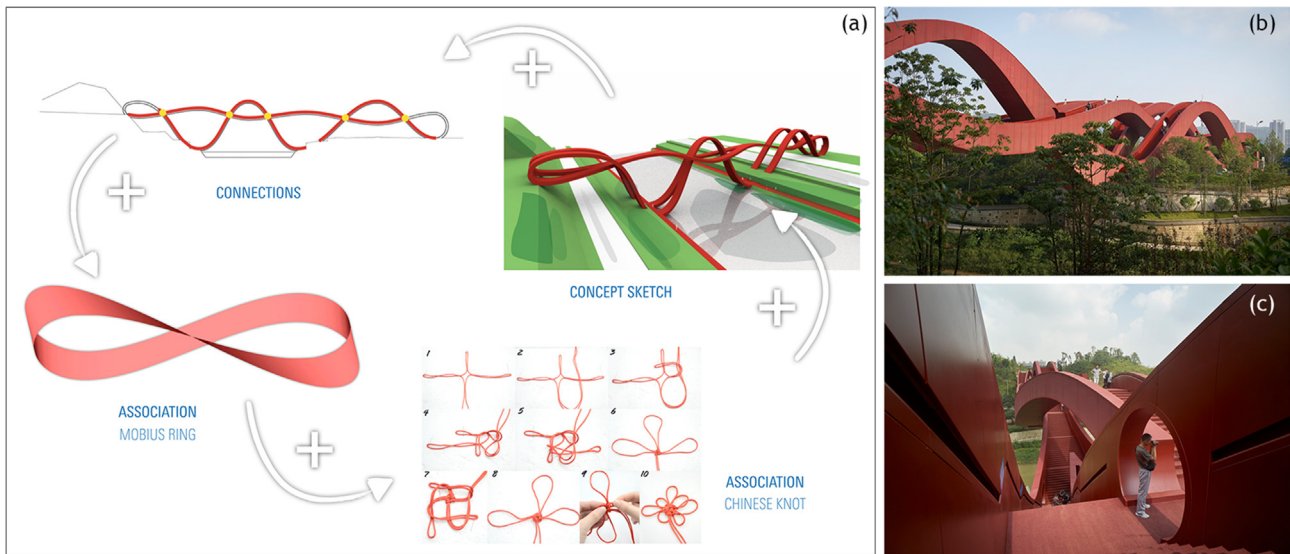 (a)
CONNECTIONS
CONCEPT SKETCH
ASSOCIATION
MOBIUS RING
1
2
3
4
5
6
7
8
9
10
ASSOCIATION
CHINESE KNOT
(b)
(c)